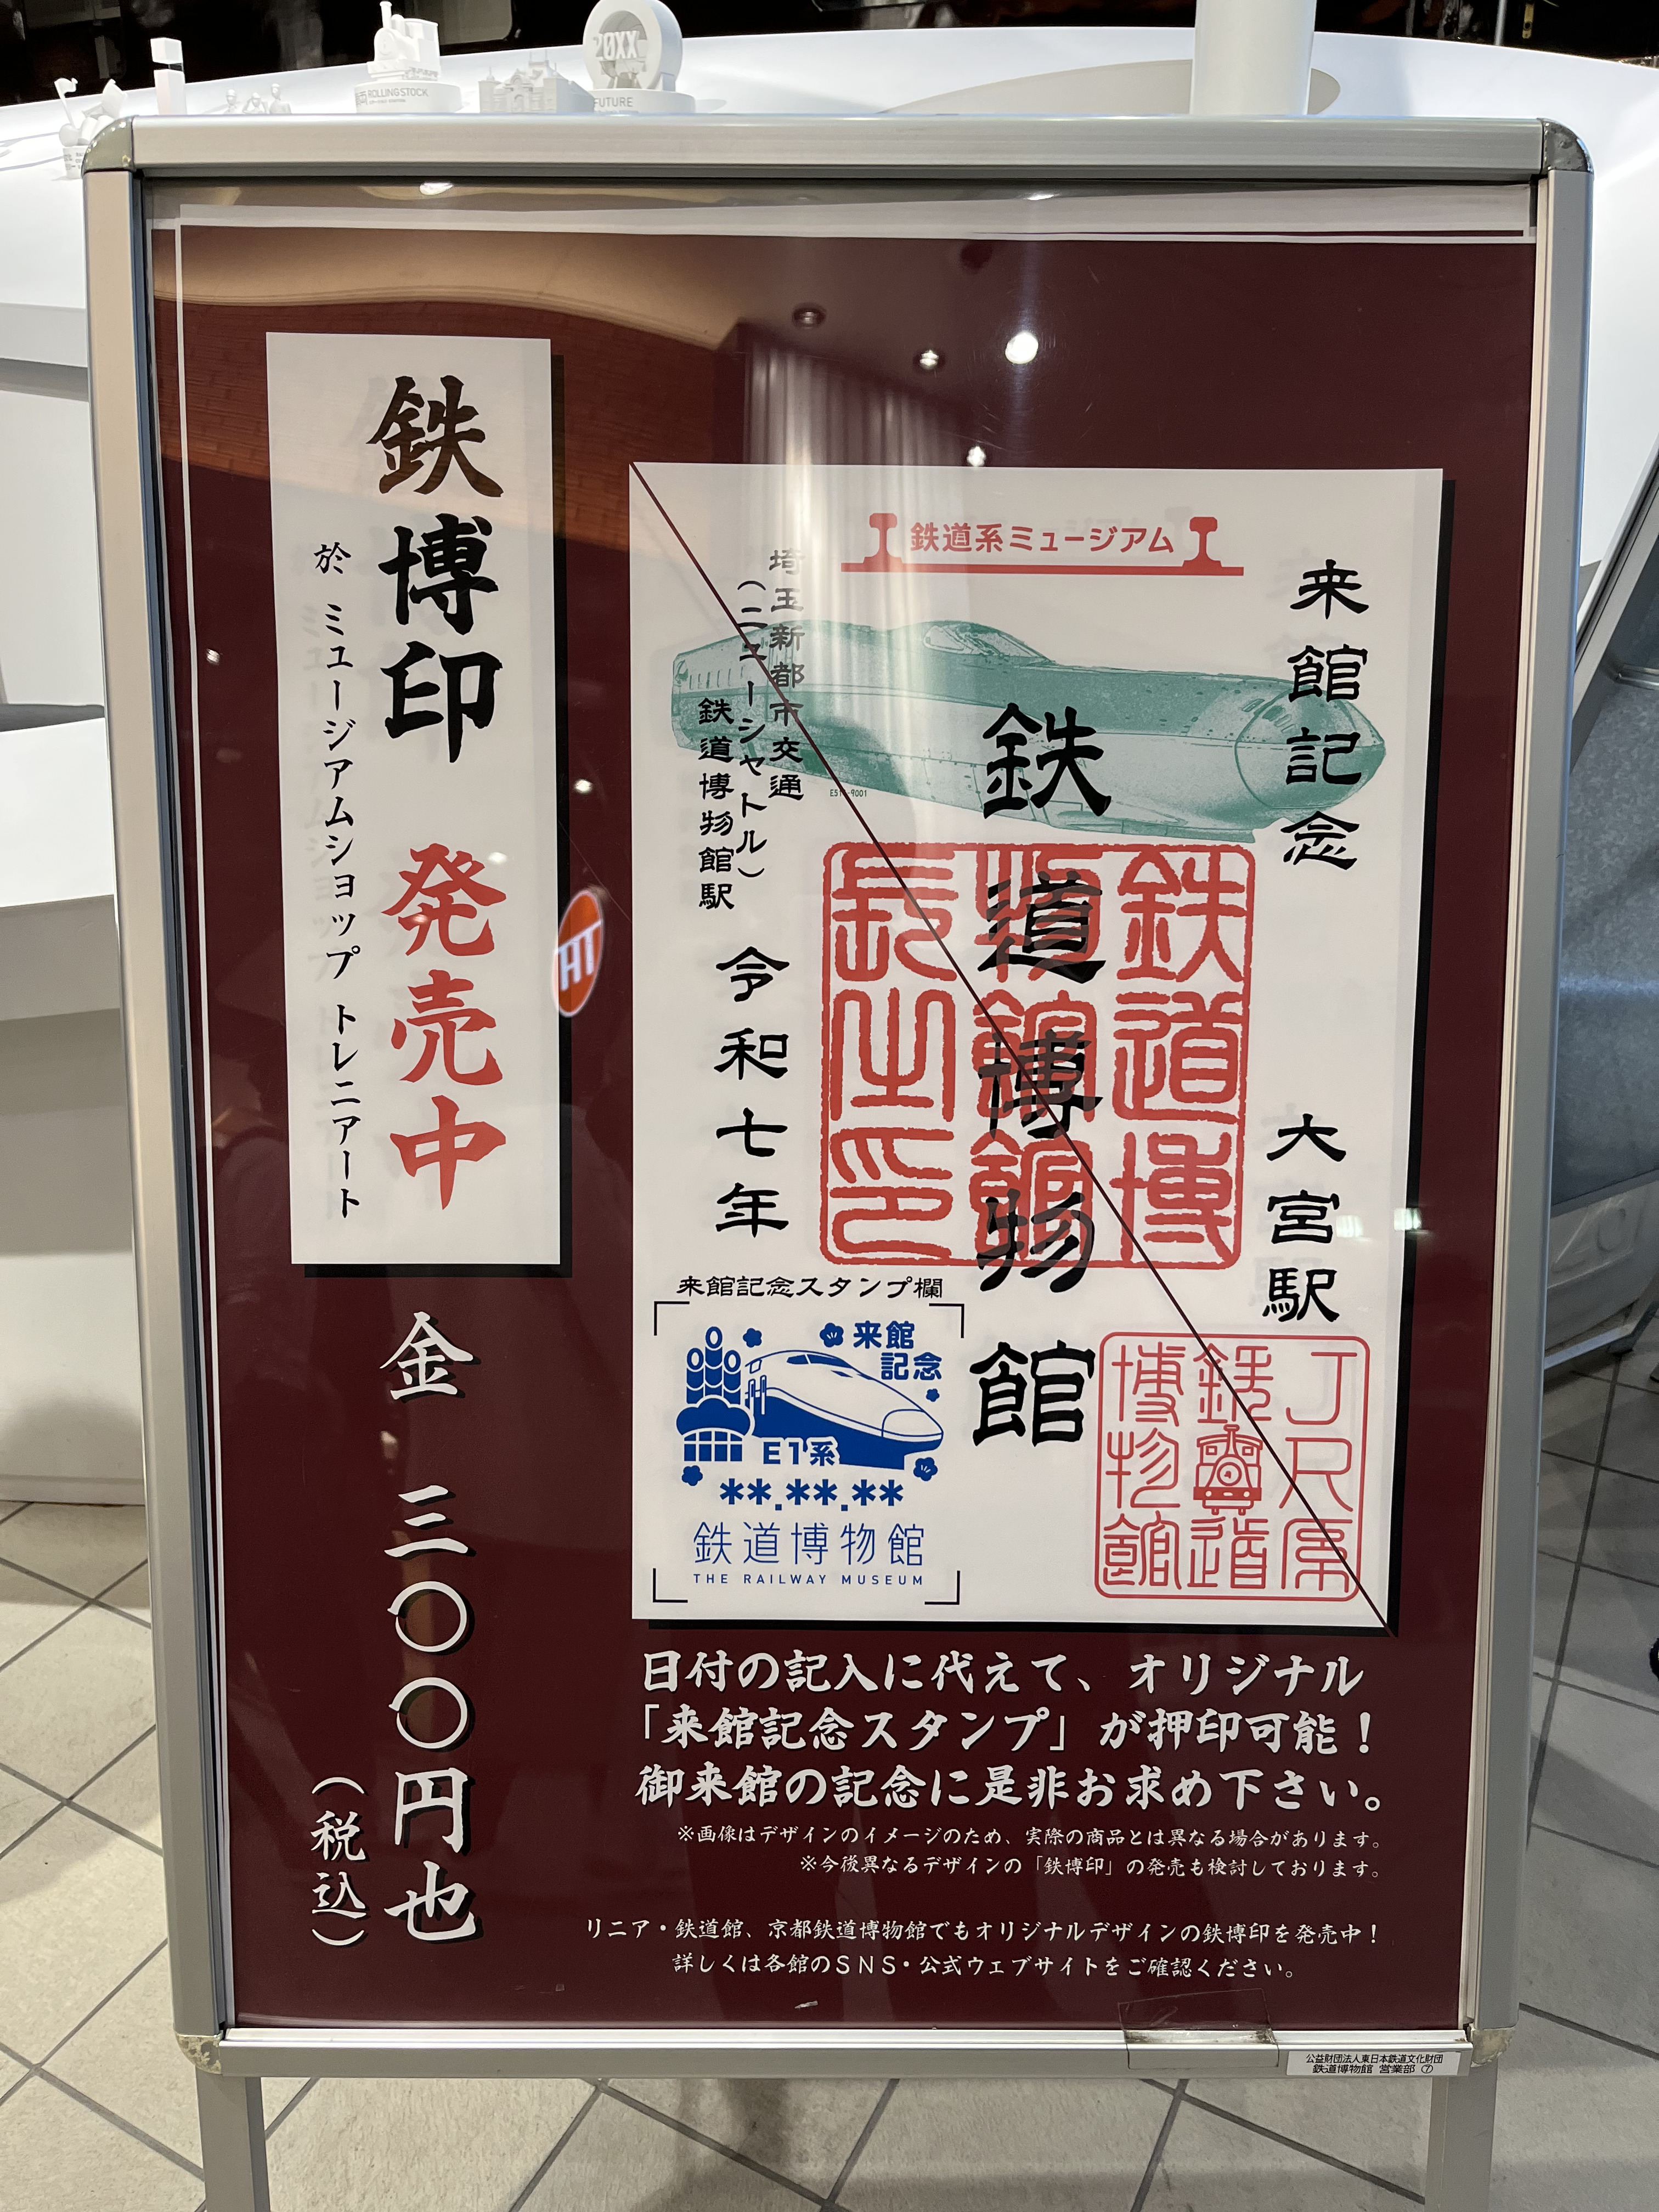 20XX
ROLLINGSTOCK
FUTURE
鉄博印 発売中
於 ミュージアムショップ トレニアート
金 三〇〇円也
（税込）
鉄道系ミュージアム
来館記念
大宮駅
鉄道博物館
埼玉新都市交通
（ニューシャトル）
鉄道博物館駅
令和七年
鉄道博
物館館
長之印
JR東
鉄道
博物館
来館記念スタンプ欄
来館
記念
E1系
**.**.**
鉄道博物館
THE RAILWAY MUSEUM
日付の記入に代えて、オリジナル
「来館記念スタンプ」が押印可能！
御来館の記念に是非お求め下さい。
※画像はデザインのイメージのため、実際の商品とは異なる場合があります。
※今後異なるデザインの「鉄博印」の発売も検討しております。
リニア・鉄道館、京都鉄道博物館でもオリジナルデザインの鉄博印を発売中！
詳しくは各館のSNS・公式ウェブサイトをご確認ください。
公益財団法人東日本鉄道文化財団
鉄道博物館 営業部 ⑦